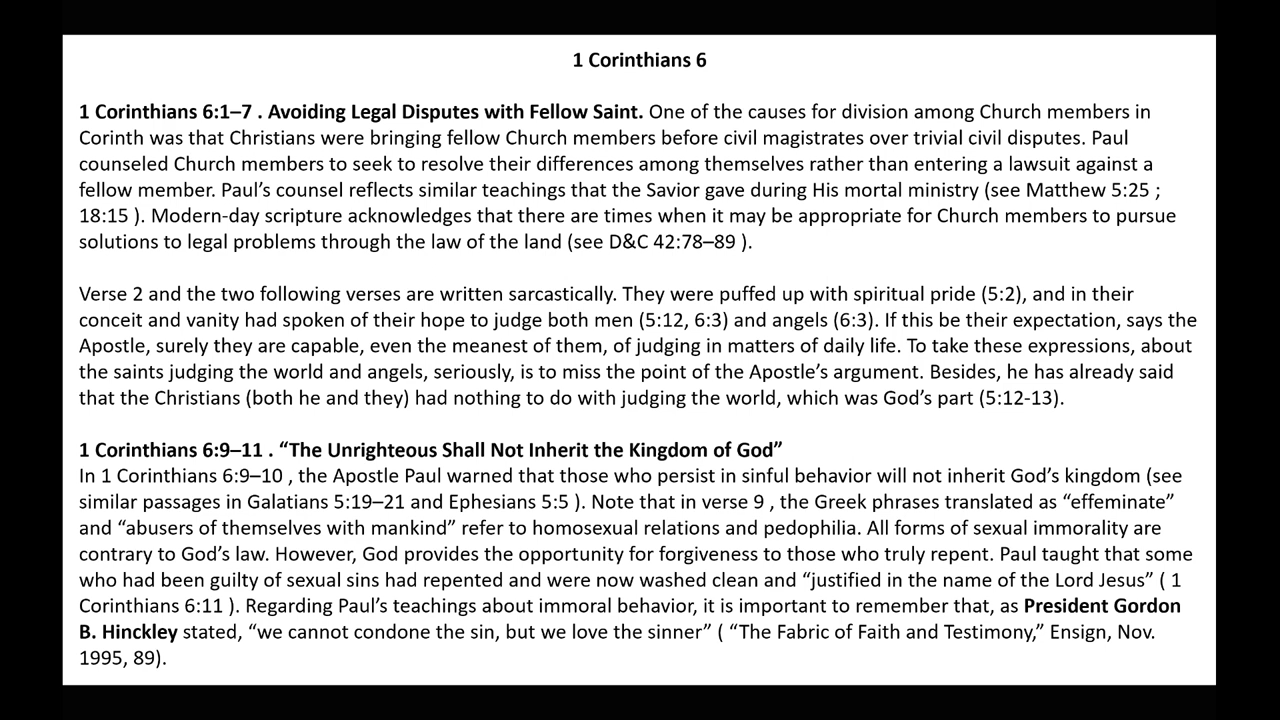 1 Corinthians 6
1 Corinthians 6:1–7 . Avoiding Legal Disputes with Fellow Saint. One of the causes for division among Church members in
Corinth was that Christians were bringing fellow Church members before civil magistrates over trivial civil disputes. Paul
counseled Church members to seek to resolve their differences among themselves rather than entering a lawsuit against a
fellow member. Paul’s counsel reflects similar teachings that the Savior gave during His mortal ministry (see Matthew 5:25 ;
18:15 ). Modern-day scripture acknowledges that there are times when it may be appropriate for Church members to pursue
solutions to legal problems through the law of the land (see D&C 42:78–89 ).
Verse 2 and the two following verses are written sarcastically. They were puffed up with spiritual pride (5:2), and in their
conceit and vanity had spoken of their hope to judge both men (5:12, 6:3) and angels (6:3). If this be their expectation, says the
Apostle, surely they are capable, even the meanest of them, of judging in matters of daily life. To take these expressions, about
the saints judging the world and angels, seriously, is to miss the point of the Apostle’s argument. Besides, he has already said
that the Christians (both he and they) had nothing to do with judging the world, which was God’s part (5:12-13).
1 Corinthians 6:9–11 . “The Unrighteous Shall Not Inherit the Kingdom of God”
In 1 Corinthians 6:9–10 , the Apostle Paul warned that those who persist in sinful behavior will not inherit God’s kingdom (see
similar passages in Galatians 5:19–21 and Ephesians 5:5 ). Note that in verse 9 , the Greek phrases translated as “effeminate”
and “abusers of themselves with mankind” refer to homosexual relations and pedophilia. All forms of sexual immorality are
contrary to God’s law. However, God provides the opportunity for forgiveness to those who truly repent. Paul taught that some
who had been guilty of sexual sins had repented and were now washed clean and “justified in the name of the Lord Jesus” ( 1
Corinthians 6:11 ). Regarding Paul’s teachings about immoral behavior, it is important to remember that, as President Gordon
B. Hinckley stated, “we cannot condone the sin, but we love the sinner” ( “The Fabric of Faith and Testimony,” Ensign, Nov.
1995, 89).